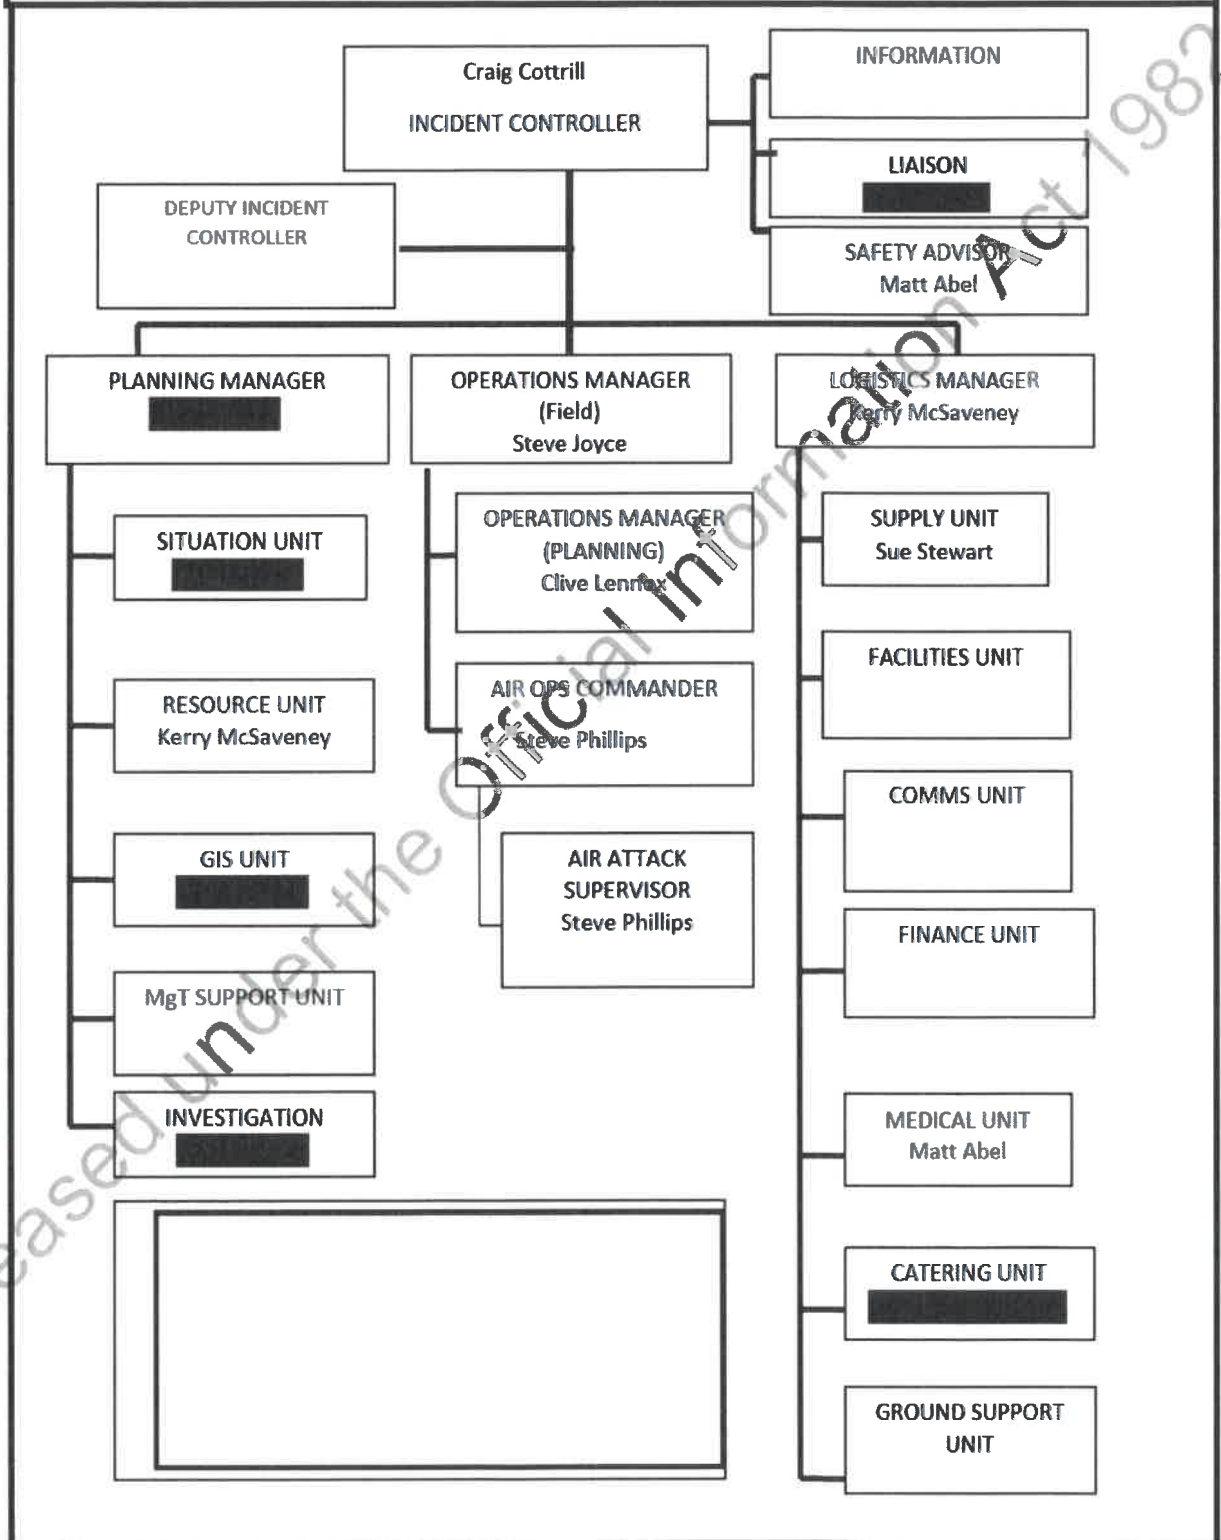 Craig Cottrill
INCIDENT CONTROLLER
INFORMATION
LIAISON
SAFETY ADVISOR
Matt Abel
DEPUTY INCIDENT
CONTROLLER
PLANNING MANAGER
OPERATIONS MANAGER
(Field)
Steve Joyce
LOGISTICS MANAGER
Kerry McSaveney
SITUATION UNIT
RESOURCE UNIT
Kerry McSaveney
GIS UNIT
MgT SUPPORT UNIT
INVESTIGATION
OPERATIONS MANAGER
(PLANNING)
Clive Lennox
AIR OPS COMMANDER
Steve Phillips
AIR ATTACK
SUPERVISOR
Steve Phillips
SUPPLY UNIT
Sue Stewart
FACILITIES UNIT
COMMS UNIT
FINANCE UNIT
MEDICAL UNIT
Matt Abel
CATERING UNIT
GROUND SUPPORT
UNIT
under the Official Information Act 1982